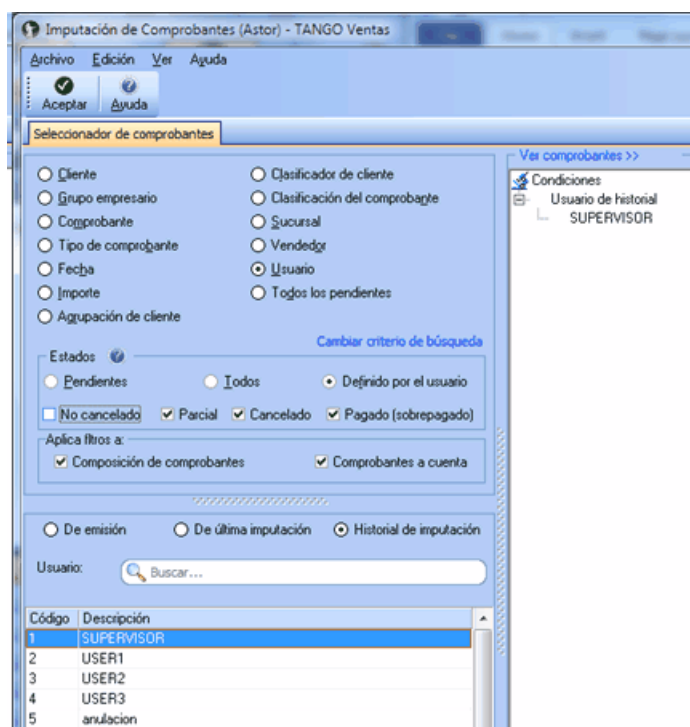 Imputación de Comprobantes (Astor) - TANGO Ventas
Archivo Edición Ver Ayuda
Aceptar Ayuda
Seleccionador de comprobantes
Cliente Clasificador de cliente
Grupo empresario Clasificación del comprobante
Comprobante Sucursal
Tipo de comprobante Vendedor
Fecha Usuario
Importe Todos los pendientes
Agrupación de cliente
Cambiar criterio de búsqueda
Estados
Pendientes Todos Definido por el usuario
No cancelado Parcial Cancelado Pagado (sobrepagado)
Aplica fltros a:
Composición de comprobantes Comprobantes a cuenta
De emisión De última imputación Historial de imputación
Usuario: Buscar...
Código Descripción
1 SUPERVISOR
2 USER1
3 USER2
4 USER3
5 anulacion
Ver comprobantes >>
Condiciones
Usuario de historial
SUPERVISOR